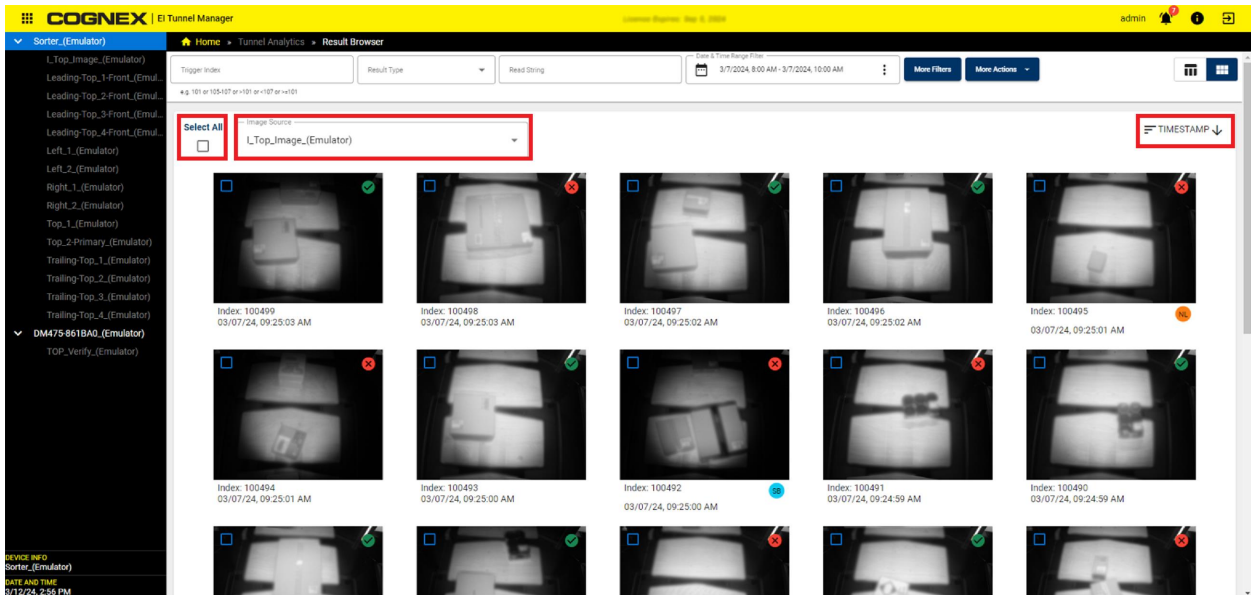 COGNEX | EI Tunnel Manager
License Expires: Sep 3, 2024
admin
7
Sorter_(Emulator)
Home » Tunnel Analytics » Result Browser
I_Top_Image_(Emulator)
Leading-Top_1-Front_(Emul...
Leading-Top_2-Front_(Emul...
Leading-Top_3-Front_(Emul...
Leading-Top_4-Front_(Emul...
Left_1_(Emulator)
Left_2_(Emulator)
Right_1_(Emulator)
Right_2_(Emulator)
Top_1_(Emulator)
Top_2-Primary_(Emulator)
Trailing-Top_1_(Emulator)
Trailing-Top_2_(Emulator)
Trailing-Top_3_(Emulator)
Trailing-Top_4_(Emulator)
DM475-861BA0_(Emulator)
TOP_Verify_(Emulator)
DEVICE INFO
Sorter_(Emulator)
DATE AND TIME
3/12/24, 2:56 PM
Trigger Index
e.g. 101 or 105-107 or >101 or <107 or >=101
Result Type
Read String
Date & Time Range Filter
3/7/2024, 8:00 AM - 3/7/2024, 10:00 AM
More Filters
More Actions
Select All
Image Source
I_Top_Image_(Emulator)
TIMESTAMP
Index: 100499
03/07/24, 09:25:03 AM
Index: 100498
03/07/24, 09:25:03 AM
Index: 100497
03/07/24, 09:25:02 AM
Index: 100496
03/07/24, 09:25:02 AM
Index: 100495
NL
03/07/24, 09:25:01 AM
Index: 100494
03/07/24, 09:25:01 AM
Index: 100493
03/07/24, 09:25:00 AM
Index: 100492
SB
03/07/24, 09:25:00 AM
Index: 100491
03/07/24, 09:24:59 AM
Index: 100490
03/07/24, 09:24:59 AM